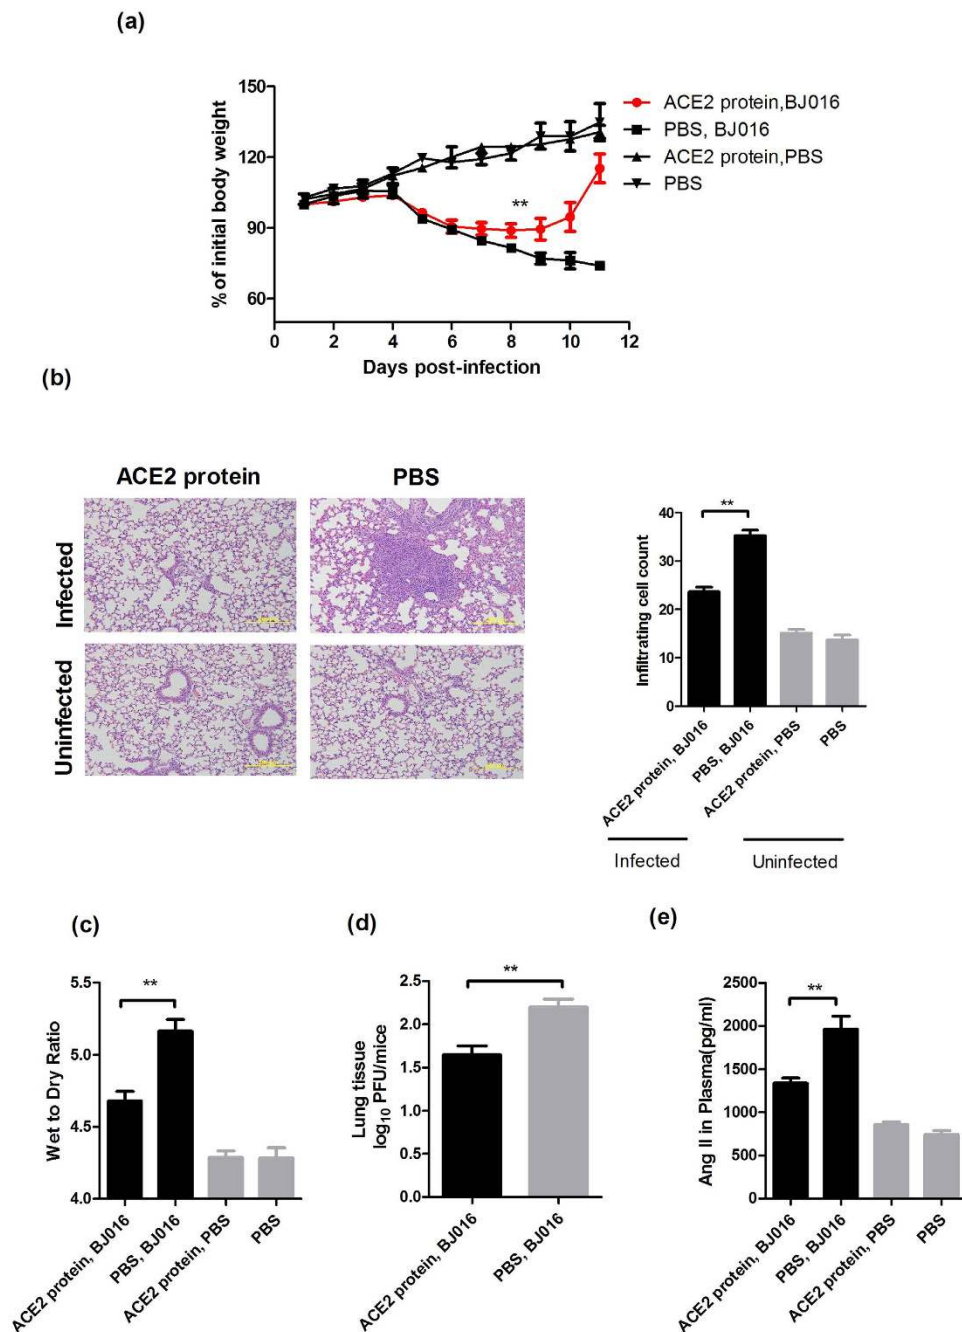 (a)
% of initial body weight
150
120
90
60
0 2 4 6 8 10 12
Days post-infection
**
ACE2 protein,BJ016
PBS, BJ016
ACE2 protein,PBS
PBS
(b)
ACE2 protein PBS
Infected
Uninfected
Infiltrating cell count
40
30
20
10
0
**
ACE2 protein, BJ016
PBS, BJ016
ACE2 protein, PBS
PBS
Infected Uninfected
(c)
Wet to Dry Ratio
5.5
5.0
4.5
4.0
**
ACE2 protein, BJ016
PBS, BJ016
ACE2 protein, PBS
PBS
(d)
Lung tissue
log10 PFU/mice
2.5
2.0
1.5
1.0
0.5
0.0
**
ACE2 protein, BJ016
PBS, BJ016
(e)
Ang II in Plasma(pg/ml)
2500
2000
1500
1000
500
0
**
ACE2 protein, BJ016
PBS, BJ016
ACE2 protein, PBS
PBS